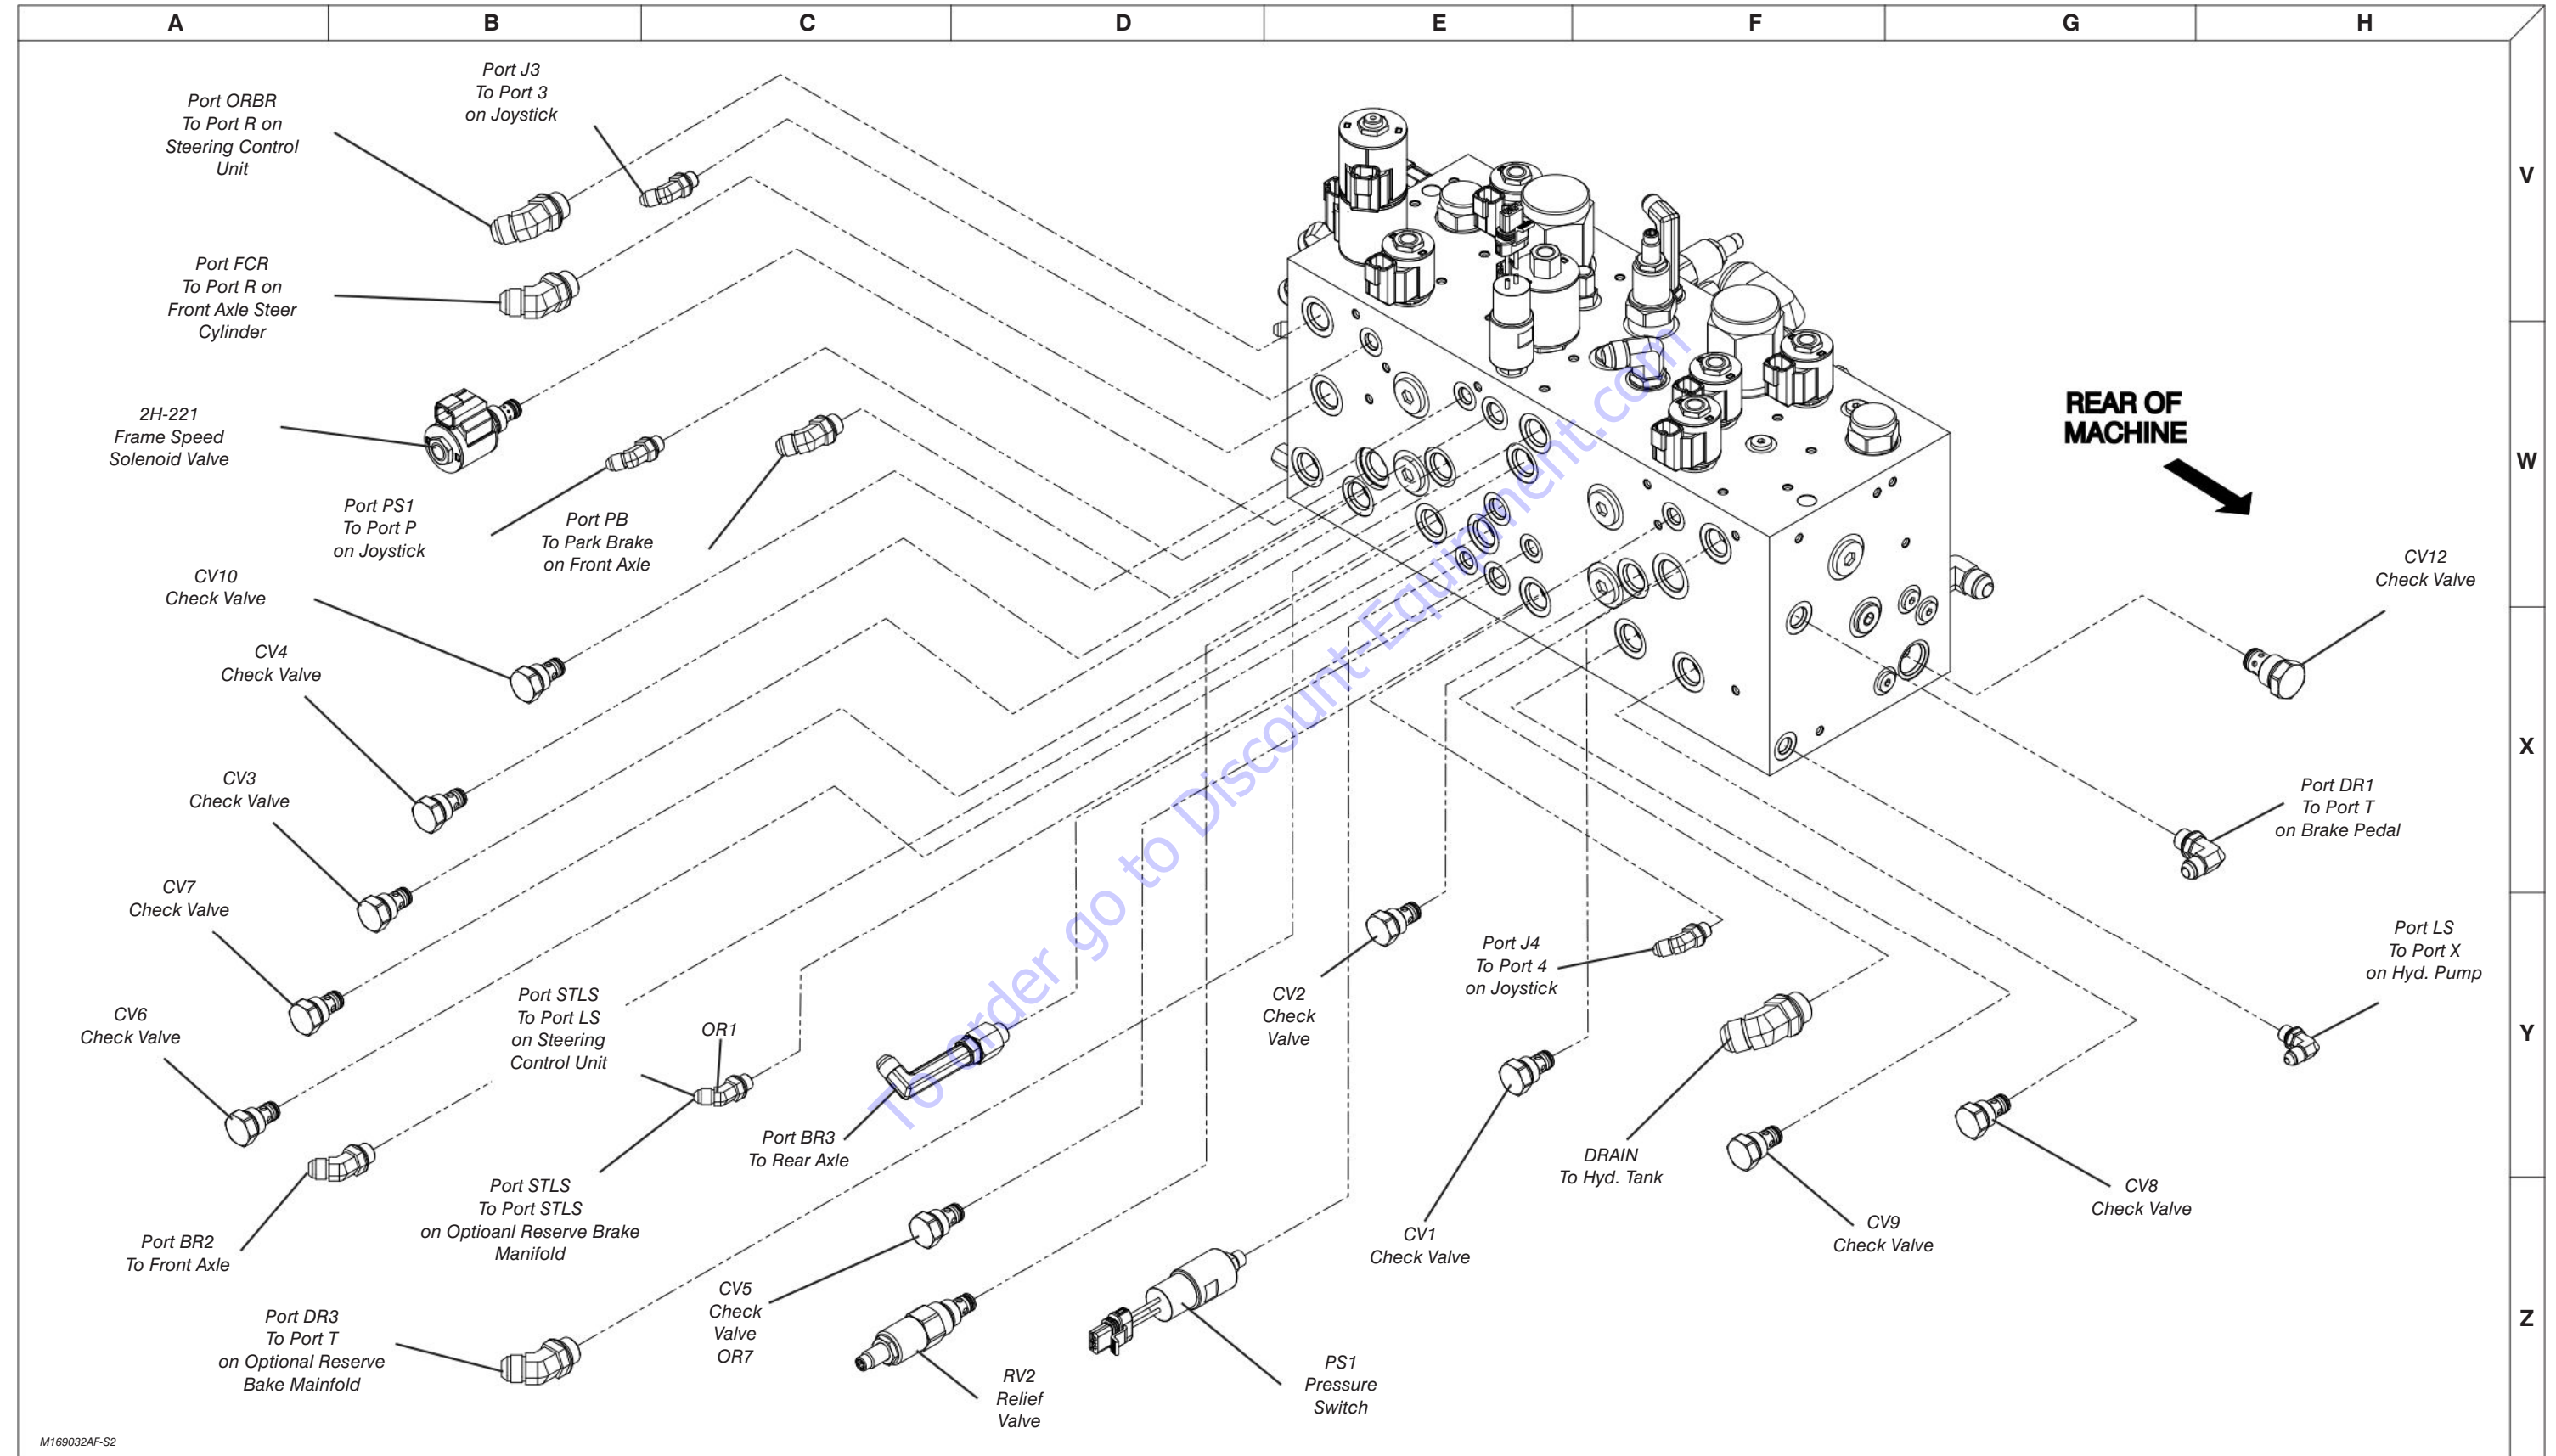 A B C D E F G H
V
W
X
Y
Z
Port J3
To Port 3
on Joystick
Port ORBR
To Port R on
Steering Control
Unit
Port FCR
To Port R on
Front Axle Steer
Cylinder
2H-221
Frame Speed
Solenoid Valve
Port PS1
To Port P
on Joystick
Port PB
To Park Brake
on Front Axle
CV10
Check Valve
CV4
Check Valve
CV3
Check Valve
CV7
Check Valve
CV6
Check Valve
Port BR2
To Front Axle
Port STLS
To Port LS
on Steering
Control Unit
OR1
Port STLS
To Port STLS
on Optioanl Reserve Brake
Manifold
Port BR3
To Rear Axle
Port DR3
To Port T
on Optional Reserve
Bake Mainfold
CV5
Check
Valve
OR7
RV2
Relief
Valve
PS1
Pressure
Switch
CV2
Check
Valve
CV1
Check Valve
Port J4
To Port 4
on Joystick
DRAIN
To Hyd. Tank
CV9
Check Valve
CV8
Check Valve
REAR OF
MACHINE
CV12
Check Valve
Port DR1
To Port T
on Brake Pedal
Port LS
To Port X
on Hyd. Pump
To order go to Discount-Equipment.com
M169032AF-S2